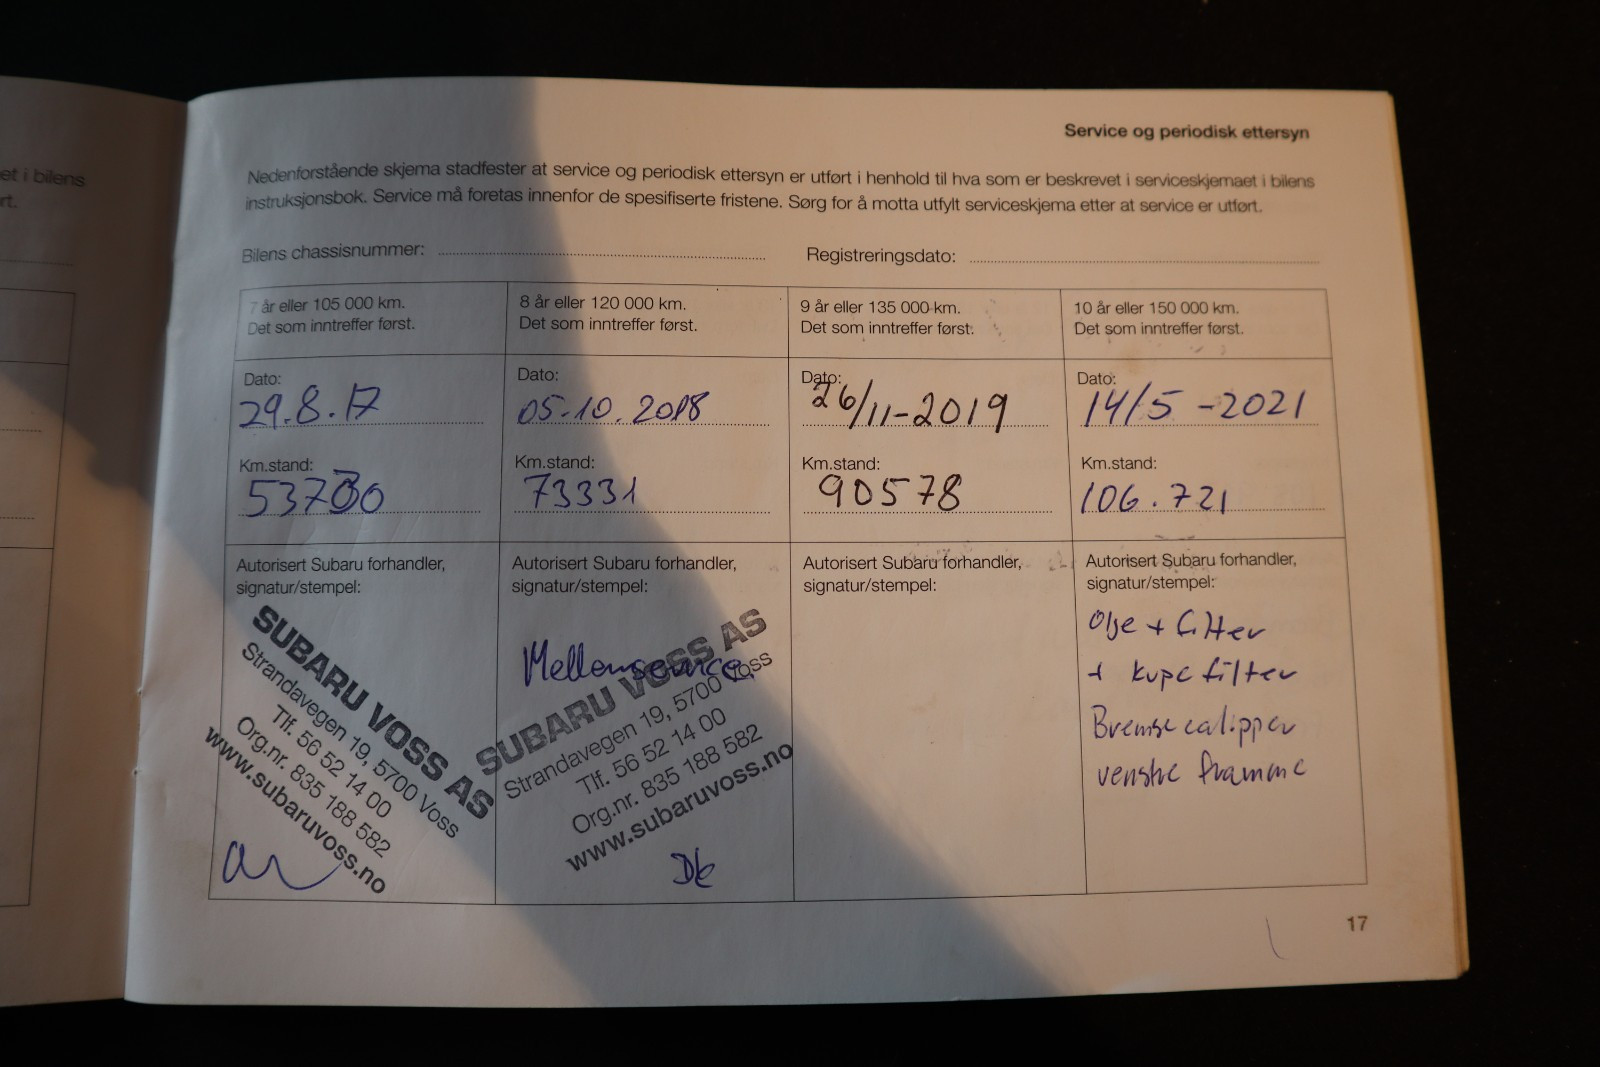 et i bilens
rt.
Service og periodisk ettersyn
Nedenforstående skjema stadfester at service og periodisk ettersyn er utført i henhold til hva som er beskrevet i serviceskjemaet i bilens
instruksjonsbok. Service må foretas innenfor de spesifiserte fristene. Sørg for å motta utfylt serviceskjema etter at service er utført.
Bilens chassisnummer:
Registreringsdato:
7 år eller 105 000 km.
Det som inntreffer først.
Dato:
29.8.17
Km.stand:
53700
Autorisert Subaru forhandler,
signatur/stempel:
SUBARU VOSS AS
Strandavegen 19, 5700 Voss
Tlf. 56 52 14 00
Org.nr. 835 188 582
www.subaruvoss.no
8 år eller 120 000 km.
Det som inntreffer først.
Dato:
05.10.2018
Km.stand:
73331
Autorisert Subaru forhandler,
signatur/stempel:
Mellomservice
SUBARU VOSS AS
Strandavegen 19, 5700 Voss
Tlf. 56 52 14 00
Org.nr. 835 188 582
www.subaruvoss.no
9 år eller 135 000 km.
Det som inntreffer først.
Dato:
26/11-2019
Km.stand:
90578
Autorisert Subaru forhandler,
signatur/stempel:
10 år eller 150 000 km.
Det som inntreffer først.
Dato:
14/5-2021
Km.stand:
106.721
Autorisert Subaru forhandler,
signatur/stempel:
Olje + filter
+ kupe filter
Bremse calipper
venstre framme
17